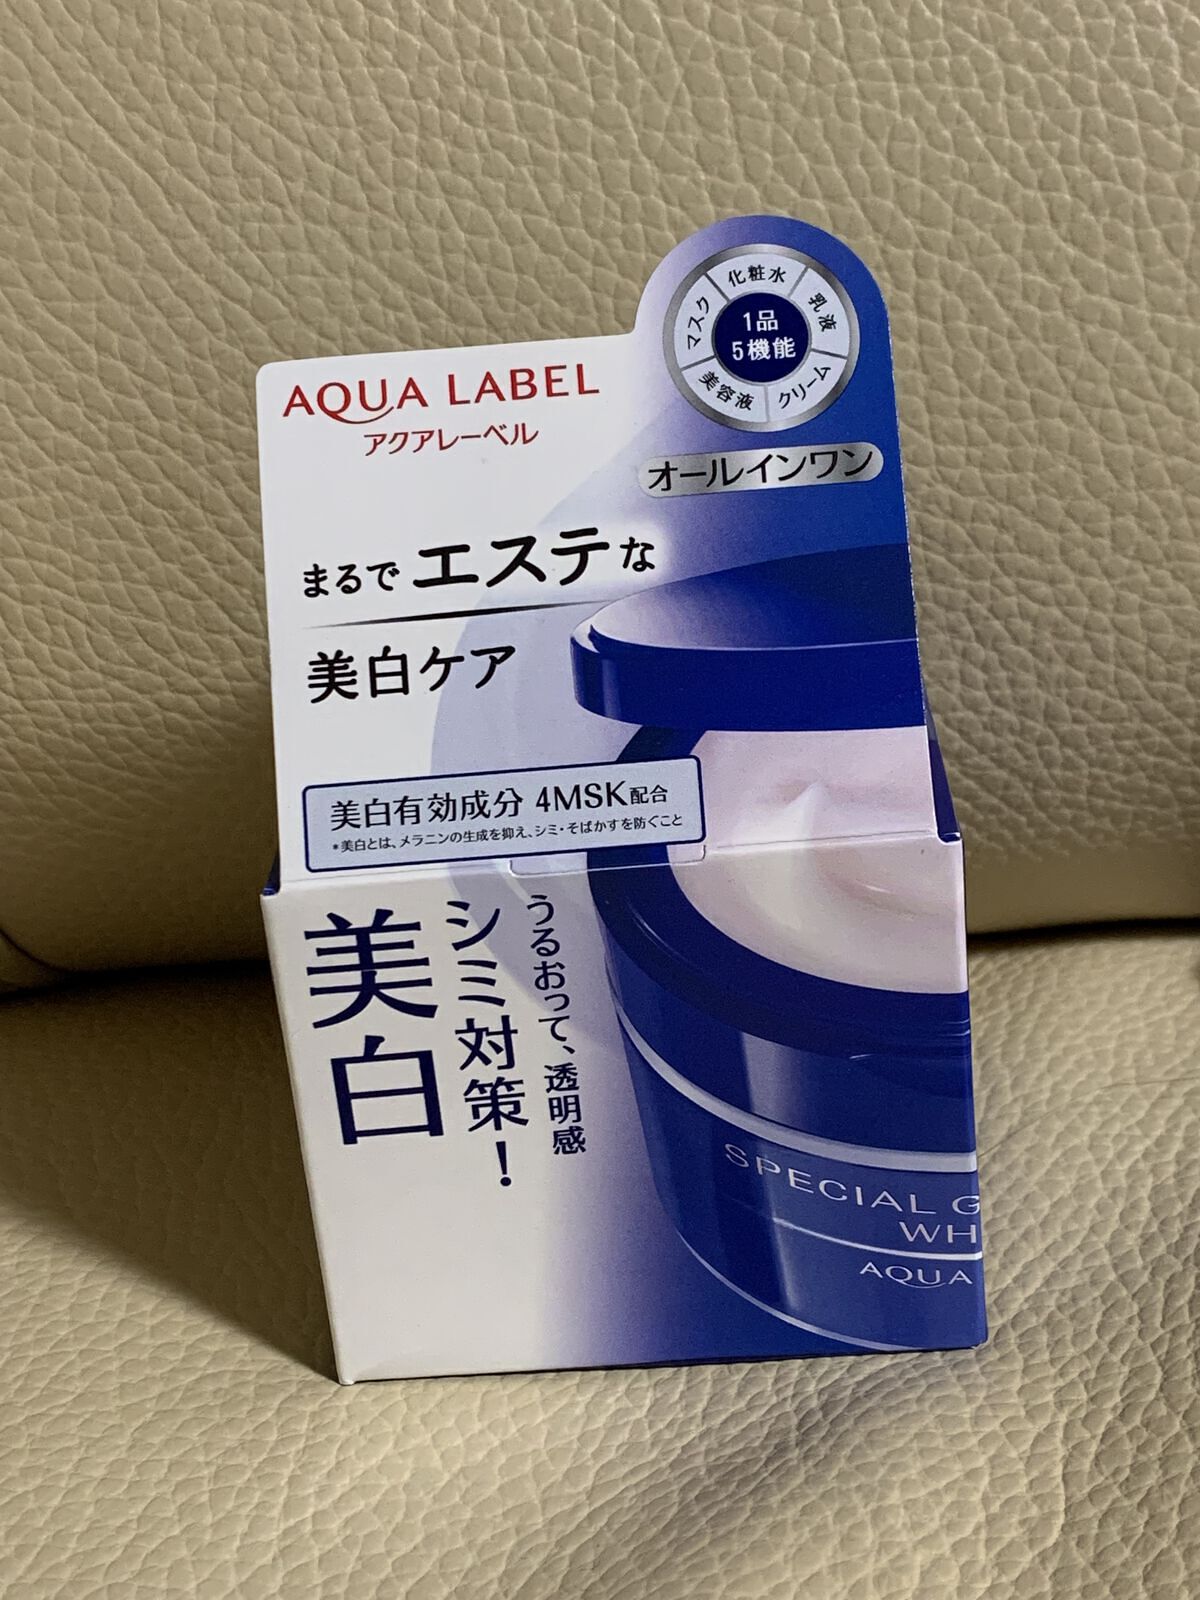 AQUA LABEL
アクアレーベル
化粧水
乳液
クリーム
美容液
マスク
1品
5機能
オールインワン
まるでエステな
美白ケア
美白有効成分 4MSK配合
*美白とは、メラニンの生成を抑え、シミ・そばかすを防ぐこと
うるおって、透明感
シミ対策!
美白
SPECIAL G
WH
AQUA